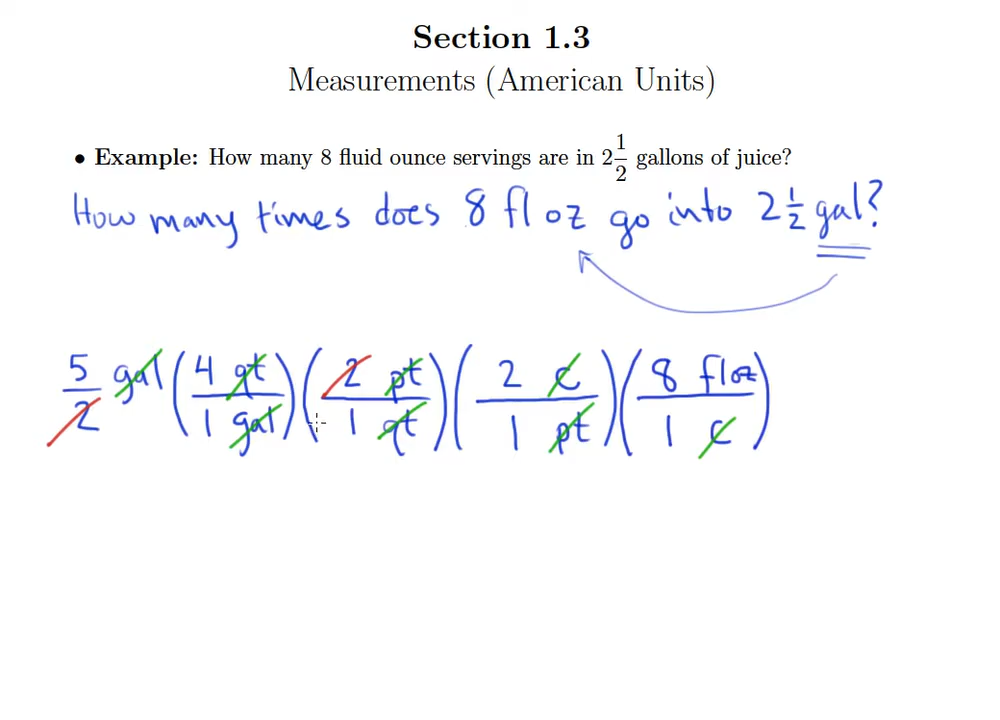 Section 1.3
Measurements (American Units)
• Example: How many 8 fluid ounce servings are in 2 1/2 gallons of juice?
How many times does 8 fl oz go into 2 1/2 gal?
5/2 gal (4 qt / 1 gal) (2 pt / 1 qt) (2 c / 1 pt) (8 fl oz / 1 c)